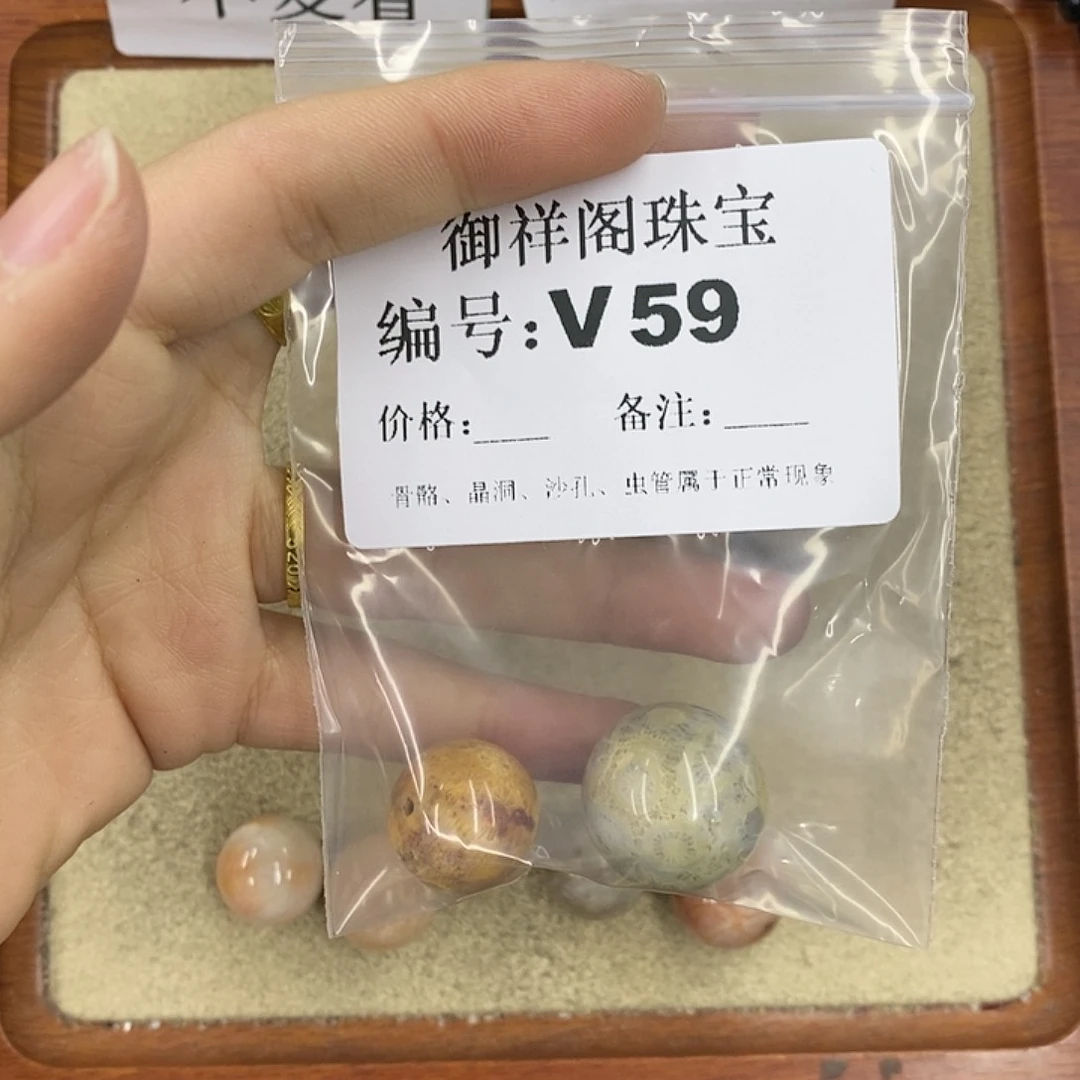 御祥阁珠宝
编号:V59
价格:____ 备注:____
骨骼、晶洞、沙孔、虫管属于正常现象